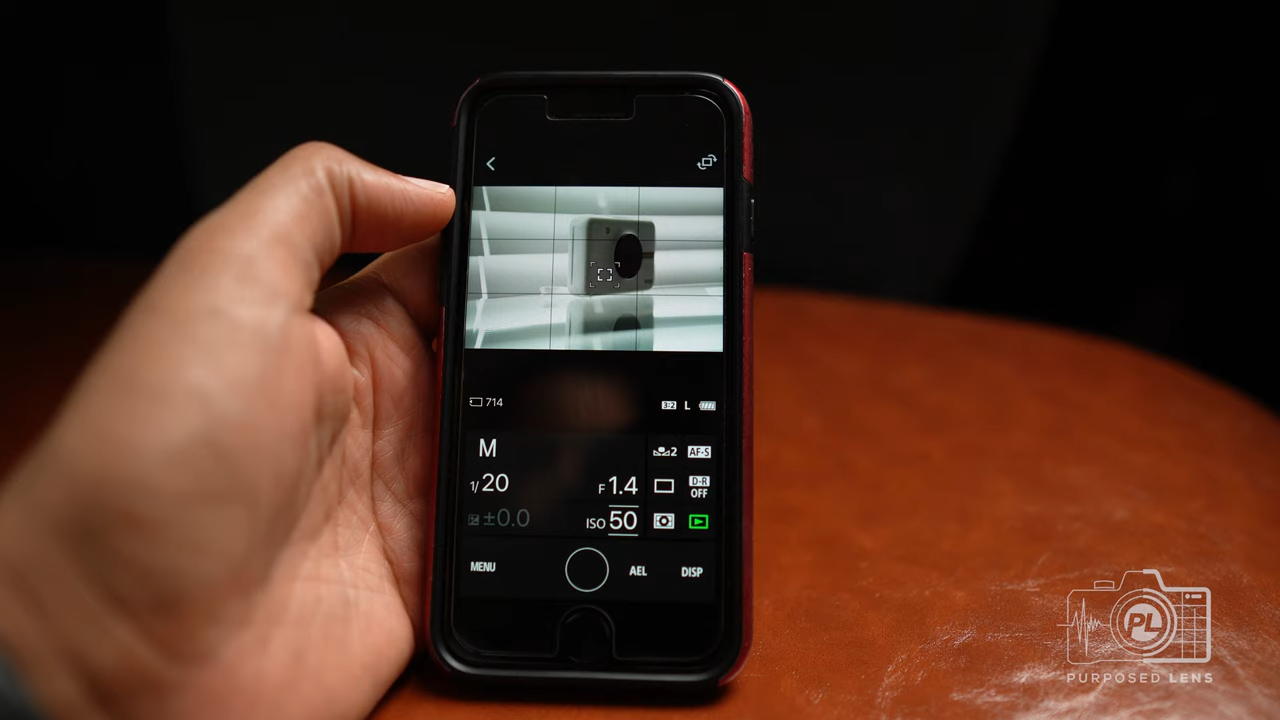 714
3:2 L
M
2 AF-S
1/20
F1.4
D-R
OFF
±0.0
ISO 50
MENU
AEL
DISP
PL
PURPOSED LENS